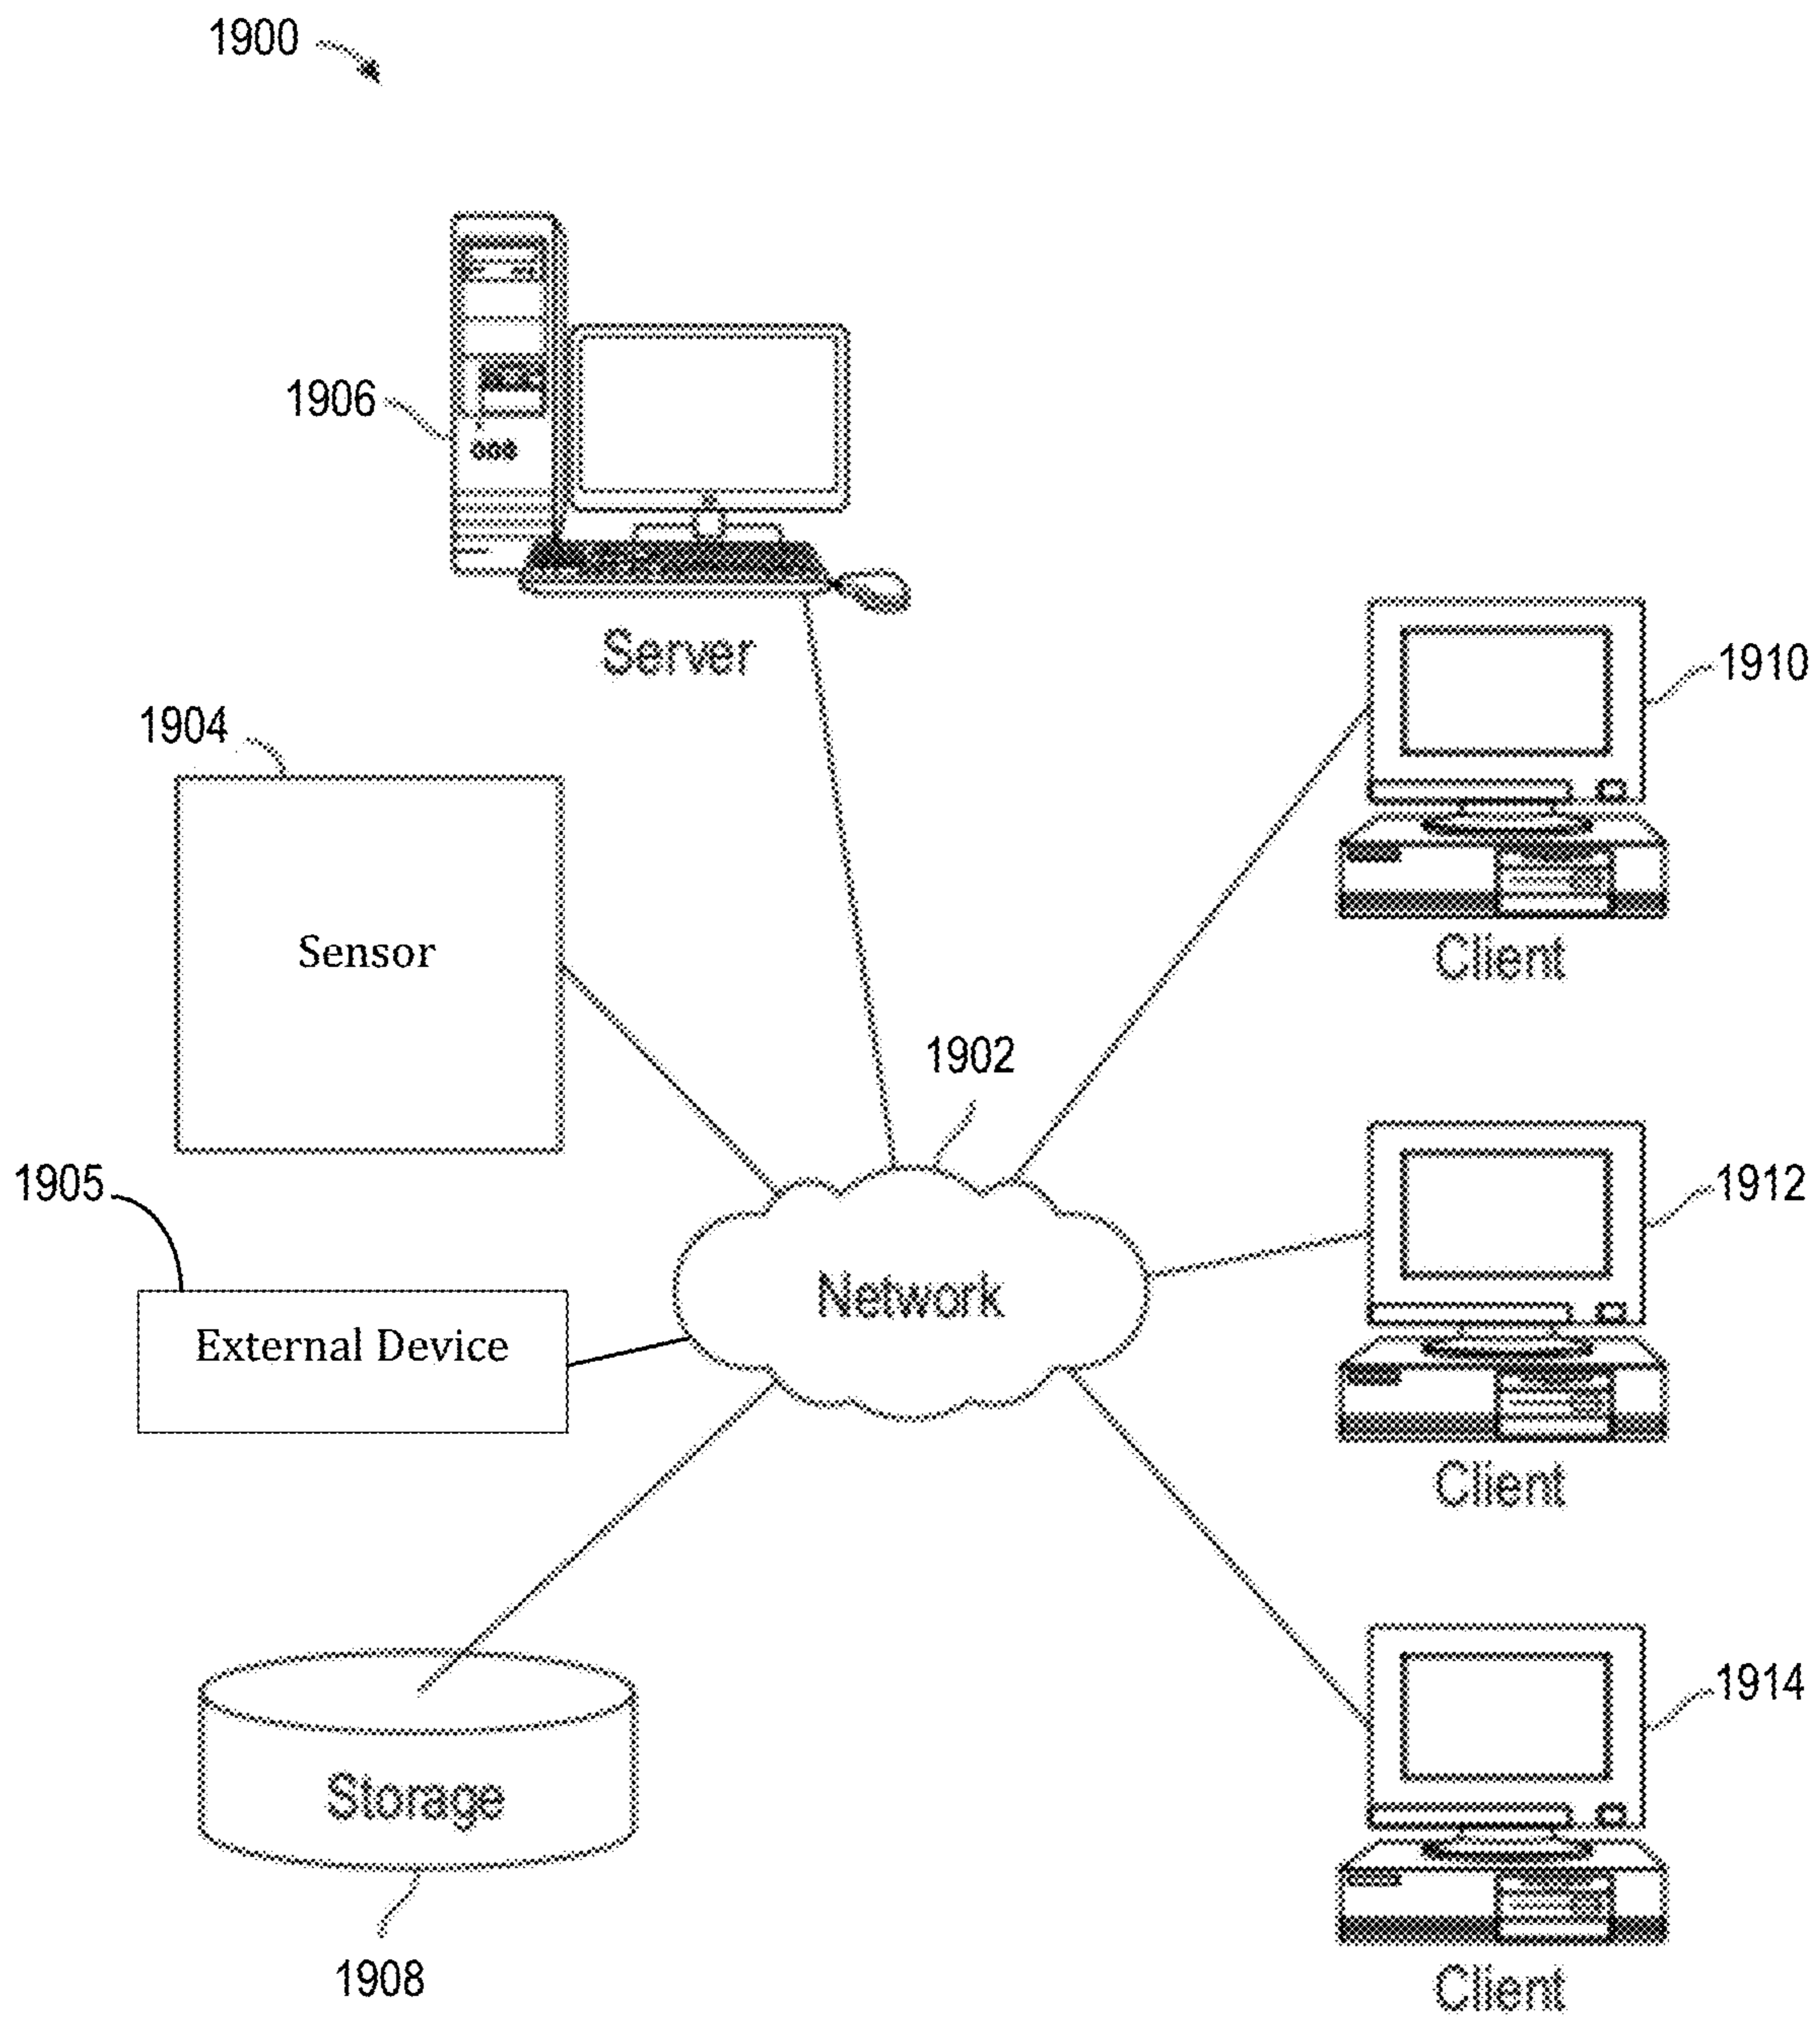 1900
1906
Server
1910
1904
Client
Sensor
1902
1905
1912
Network
External Device
Client
1914
Storage
1908
Client